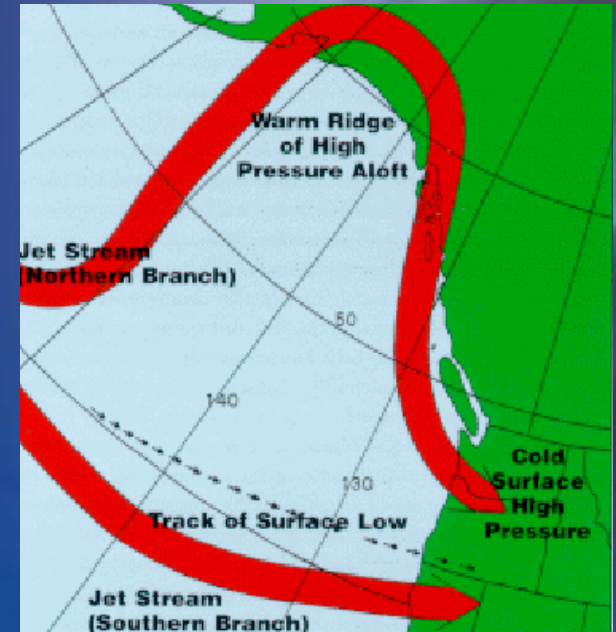 Warm Ridge
of High
Pressure Aloft
Jet Stream
(Northern Branch)
50
140
130
Cold
Surface
High
Pressure
Track of Surface Low
Jet Stream
(Southern Branch)